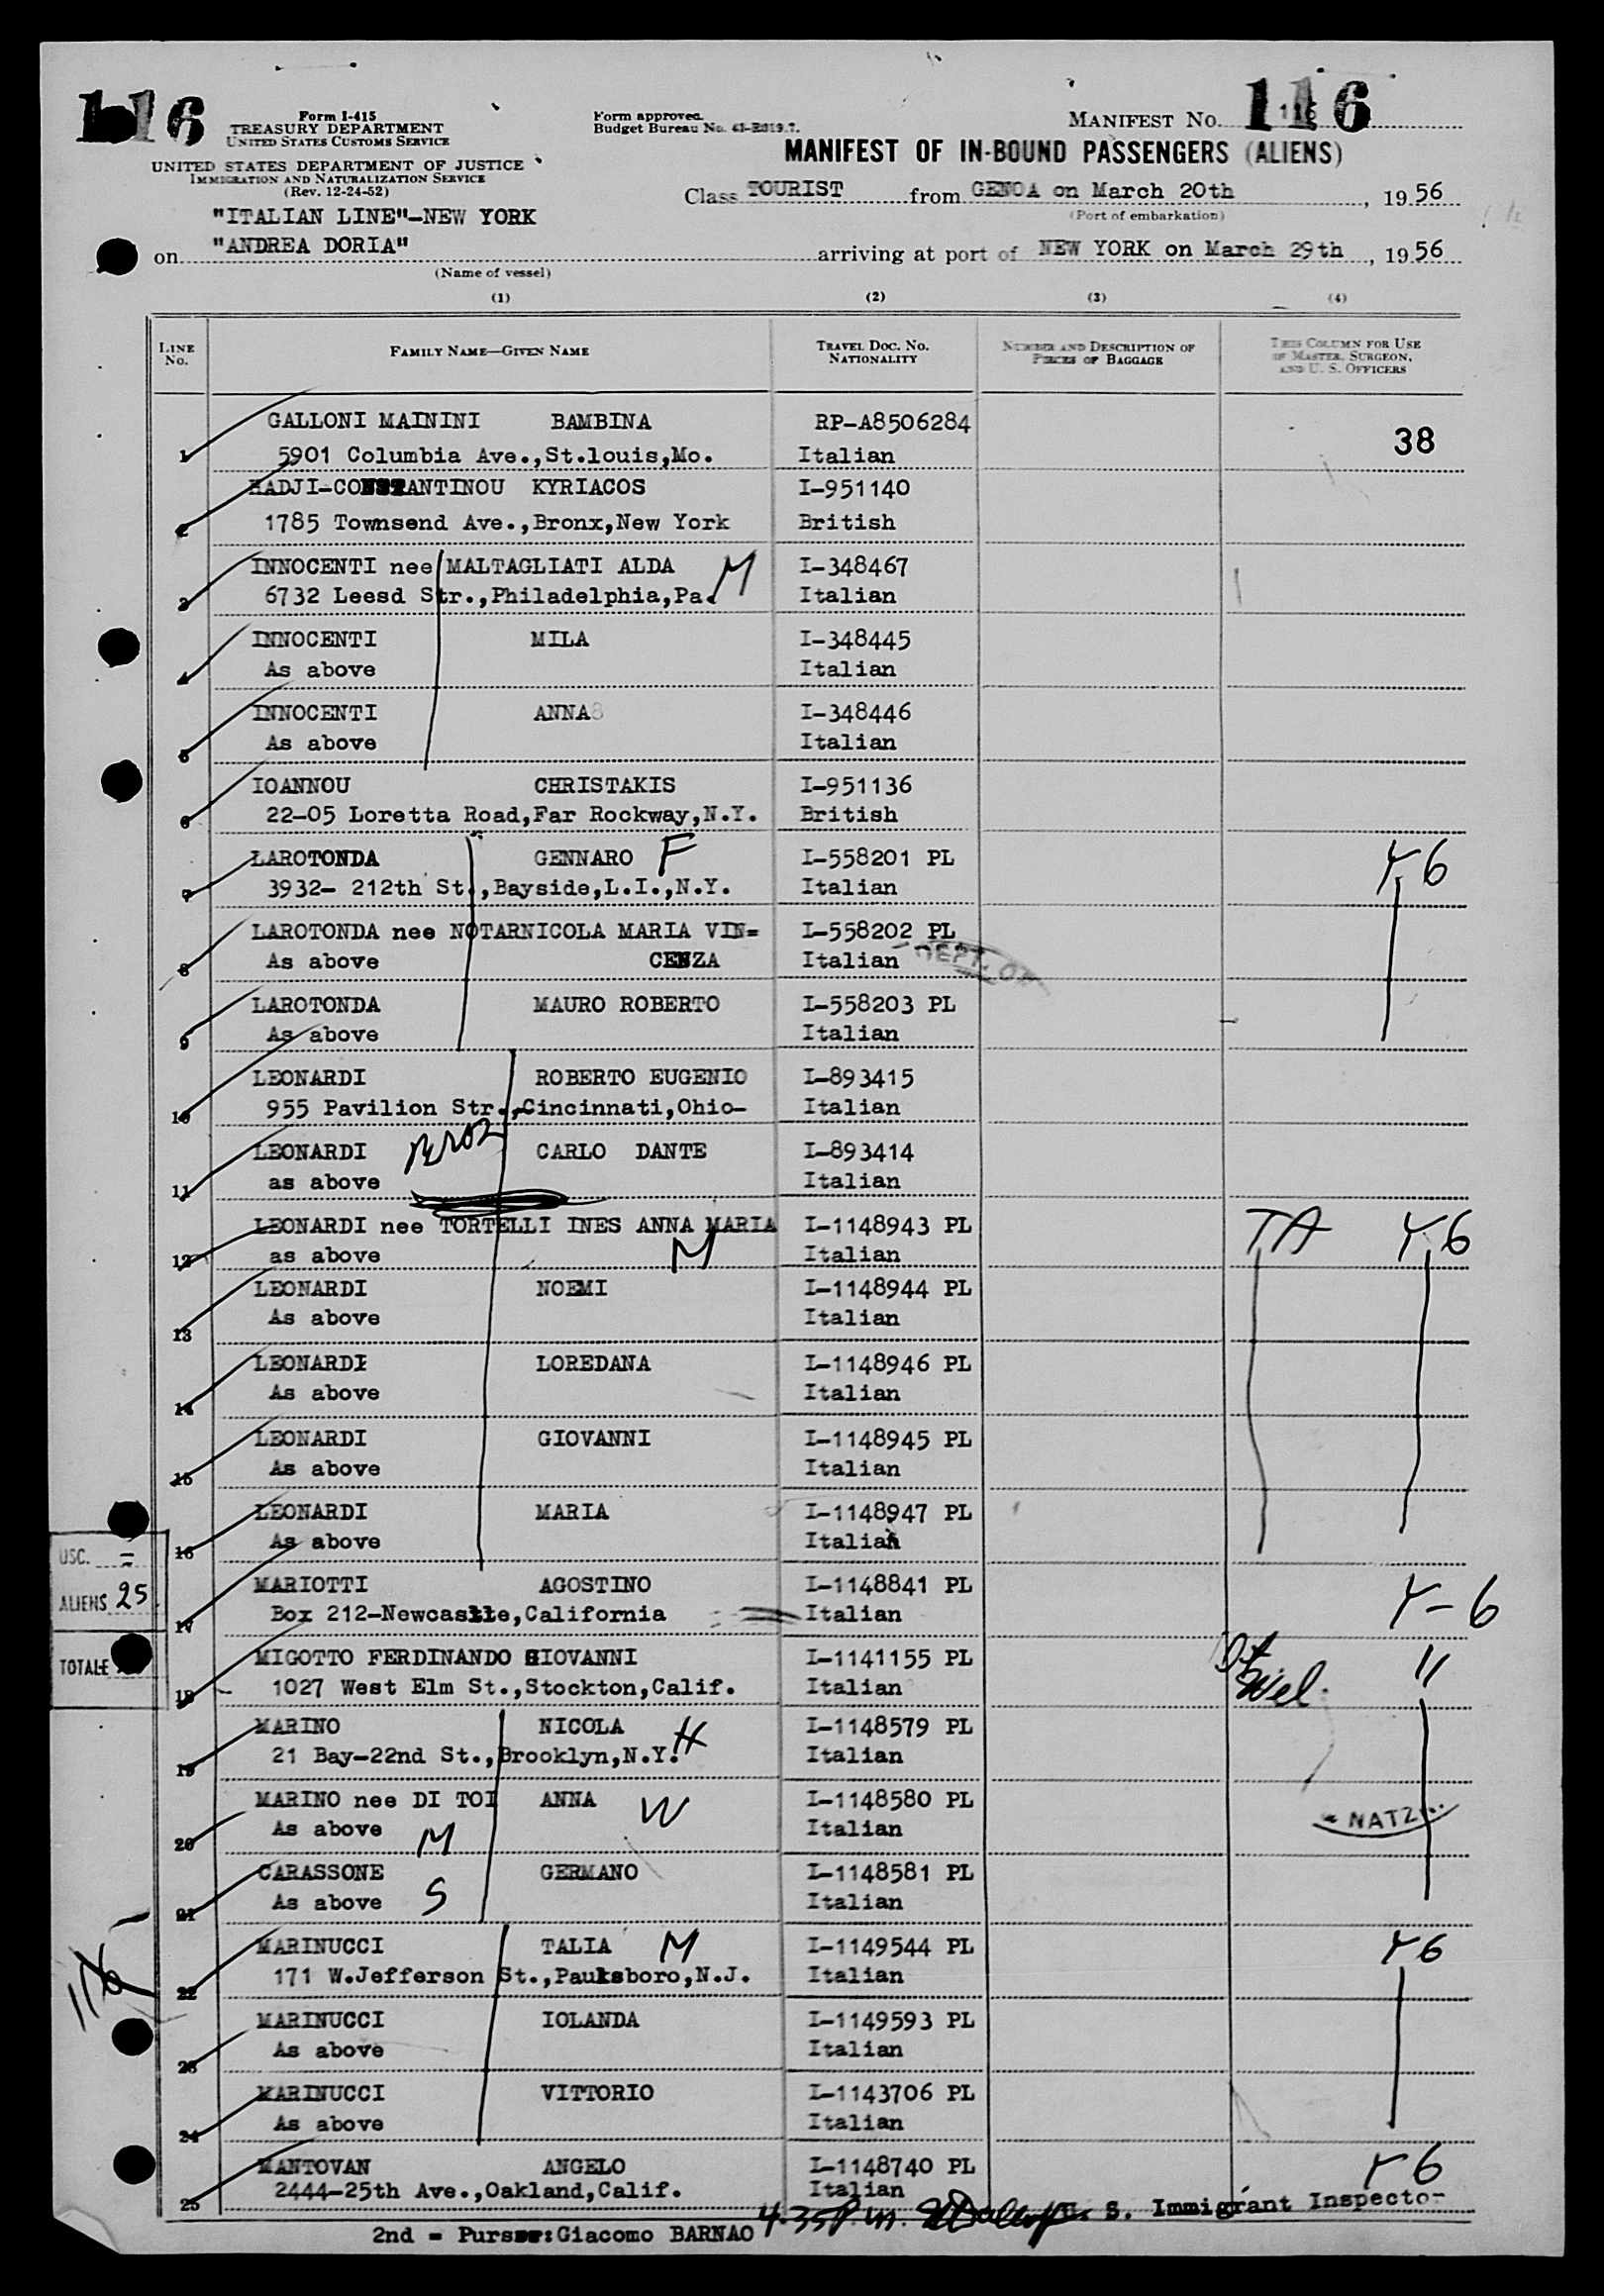 116
Form I-415
TREASURY DEPARTMENT
UNITED STATES CUSTOMS SERVICE
UNITED STATES DEPARTMENT OF JUSTICE
IMMIGRATION AND NATURALIZATION SERVICE
(Rev. 12-24-52)
Form approved.
Budget Bureau No.
MANIFEST No. 116
MANIFEST OF IN-BOUND PASSENGERS (ALIENS)
Class TOURIST from GENOA on March 20th, 1956
(Port of embarkation)
"ITALIAN LINE"-NEW YORK
on "ANDREA DORIA" arriving at port of NEW YORK on March 29th, 1956
(Name of vessel)
(1) (2) (3) (4)
LINE No. FAMILY NAME—GIVEN NAME TRAVEL DOC. No. NATIONALITY NUMBER AND DESCRIPTION OF PIECES OF BAGGAGE THIS COLUMN FOR USE OF MASTER, SURGEON, AND U. S. OFFICERS
GALLONI MAININI BAMBINA RP-A8506284
1 5901 Columbia Ave.,St.louis,Mo. Italian 38
HADJI-CONSTANTINOU KYRIACOS I-951140
2 1785 Townsend Ave.,Bronx,New York British
INNOCENTI nee MALTAGLIATI ALDA M I-348467
3 6732 Leesd Str.,Philadelphia,Pa. Italian
INNOCENTI MILA I-348445
4 As above Italian
INNOCENTI ANNA I-348446
5 As above Italian
IOANNOU CHRISTAKIS I-951136
6 22-05 Loretta Road,Far Rockway,N.Y. British
LAROTONDA GENNARO F I-558201 PL Y6
7 3932- 212th St.,Bayside,L.I.,N.Y. Italian
LAROTONDA nee NOTARNICOLA MARIA VIN= I-558202 PL
8 As above CENZA Italian DEPT. OF
LAROTONDA MAURO ROBERTO I-558203 PL
9 As above Italian
LEONARDI ROBERTO EUGENIO I-893415
10 955 Pavilion Str.,Cincinnati,Ohio- Italian
LEONARDI Bros CARLO DANTE I-893414
11 as above Italian
LEONARDI nee TORTELLI INES ANNA MARIA I-1148943 PL TA Y6
12 as above M Italian
LEONARDI NOEMI I-1148944 PL
13 As above Italian
LEONARDI LOREDANA I-1148946 PL
14 As above Italian
LEONARDI GIOVANNI I-1148945 PL
15 As above Italian
LEONARDI MARIA I-1148947 PL
16 As above Italian
USC. =
ALIENS 25
TOTALE
MARIOTTI AGOSTINO I-1148841 PL
17 Box 212-Newcastle,California Italian Y-6
MIGOTTO FERDINANDO GIOVANNI I-1141155 PL "
18 1027 West Elm St.,Stockton,Calif. Italian Wel.
MARINO NICOLA H I-1148579 PL
19 21 Bay-22nd St.,Brooklyn,N.Y. Italian
MARINO nee DI TOI ANNA W I-1148580 PL
20 As above M Italian NATZ
CARASSONE GERMANO I-1148581 PL
21 As above S Italian
MARINUCCI TALIA M I-1149544 PL Y6
22 171 W.Jefferson St.,Paulsboro,N.J. Italian
116
MARINUCCI IOLANDA I-1149593 PL
23 As above Italian
MARINUCCI VITTORIO I-1143706 PL
24 As above Italian
MANTOVAN ANGELO I-1148740 PL Y6
25 2444-25th Ave.,Oakland,Calif. Italian
4:35 P.m. U. S. Immigrant Inspector
2nd = Purser:Giacomo BARNAO